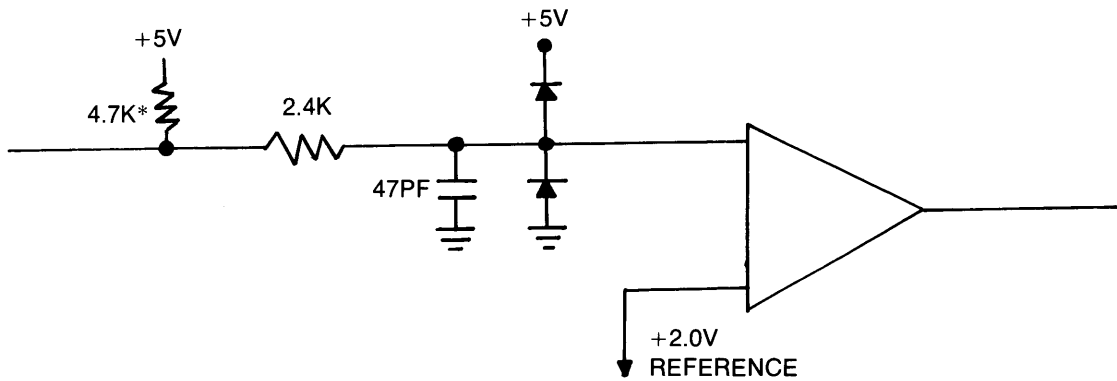 +5V
+5V
4.7K*
2.4K
47PF
+2.0V
REFERENCE